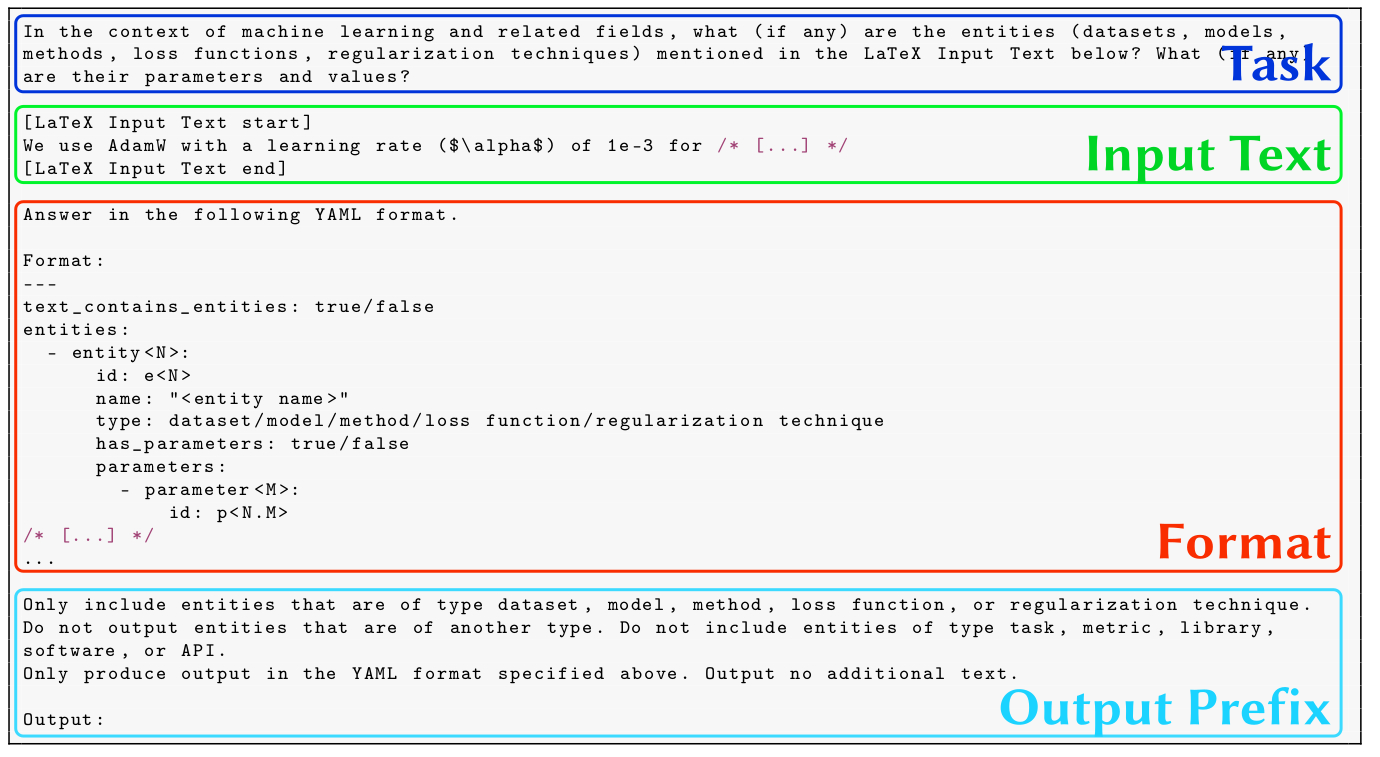 In the context of machine learning and related fields, what (if any) are the entities (datasets, models,
methods, loss functions, regularization techniques) mentioned in the LaTeX Input Text below? What (if any)
are their parameters and values?
Task
[LaTeX Input Text start]
We use AdamW with a learning rate ($\alpha$) of 1e-3 for /* [...] */
[LaTeX Input Text end]
Input Text
Answer in the following YAML format.
Format:
---
text_contains_entities: true/false
entities:
  - entity<N>:
      id: e<N>
      name: "<entity name>"
      type: dataset/model/method/loss function/regularization technique
      has_parameters: true/false
      parameters:
        - parameter<M>:
            id: p<N.M>
/* [...] */
...
Format
Only include entities that are of type dataset, model, method, loss function, or regularization technique.
Do not output entities that are of another type. Do not include entities of type task, metric, library,
software, or API.
Only produce output in the YAML format specified above. Output no additional text.
Output:
Output Prefix